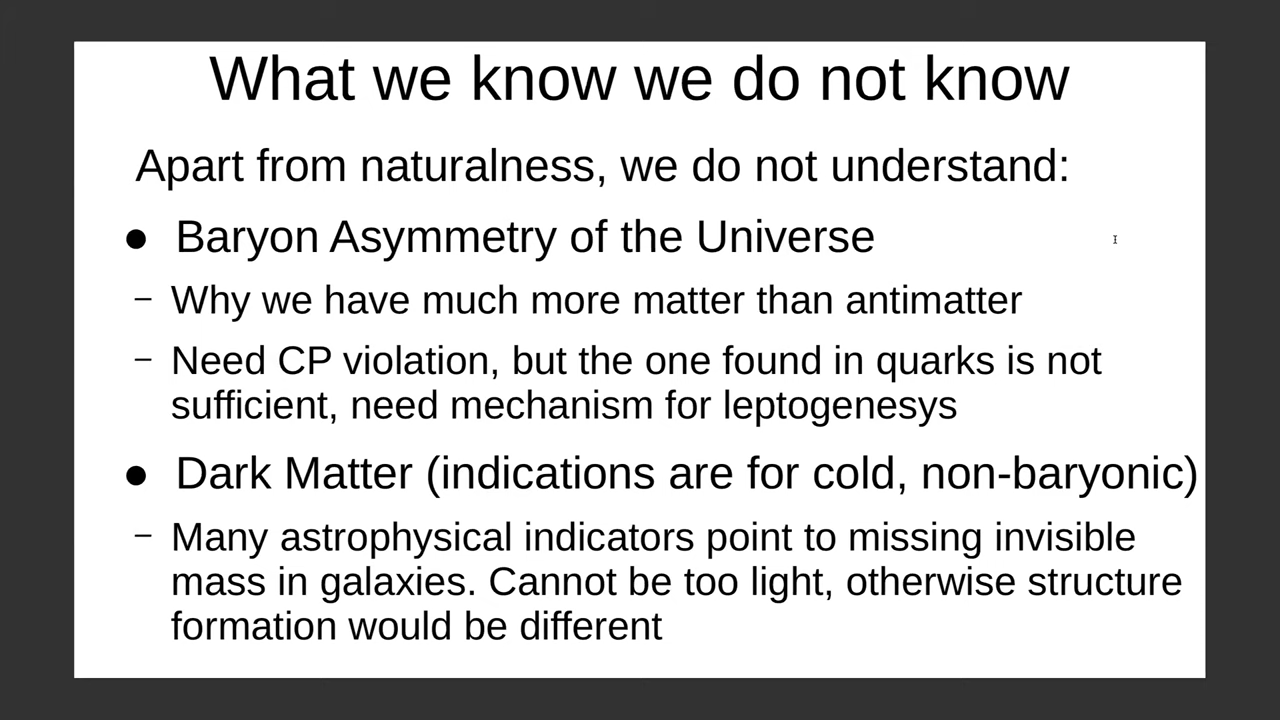 What we know we do not know
Apart from naturalness, we do not understand:
● Baryon Asymmetry of the Universe
– Why we have much more matter than antimatter
– Need CP violation, but the one found in quarks is not
sufficient, need mechanism for leptogenesys
● Dark Matter (indications are for cold, non-baryonic)
– Many astrophysical indicators point to missing invisible
mass in galaxies. Cannot be too light, otherwise structure
formation would be different